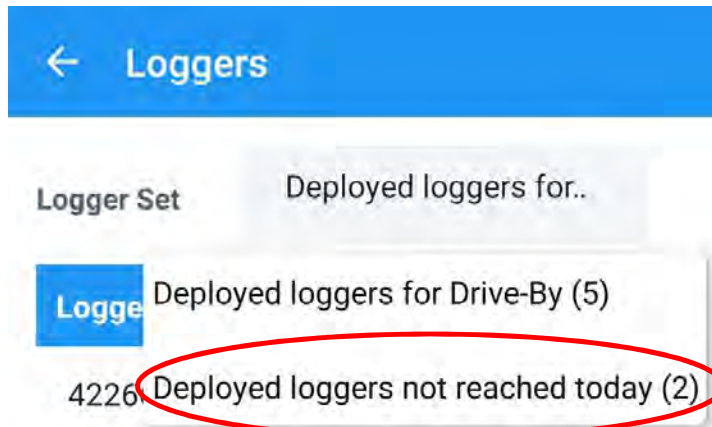 Loggers
Logger Set
Deployed loggers for..
Deployed loggers for Drive-By (5)
Deployed loggers not reached today (2)